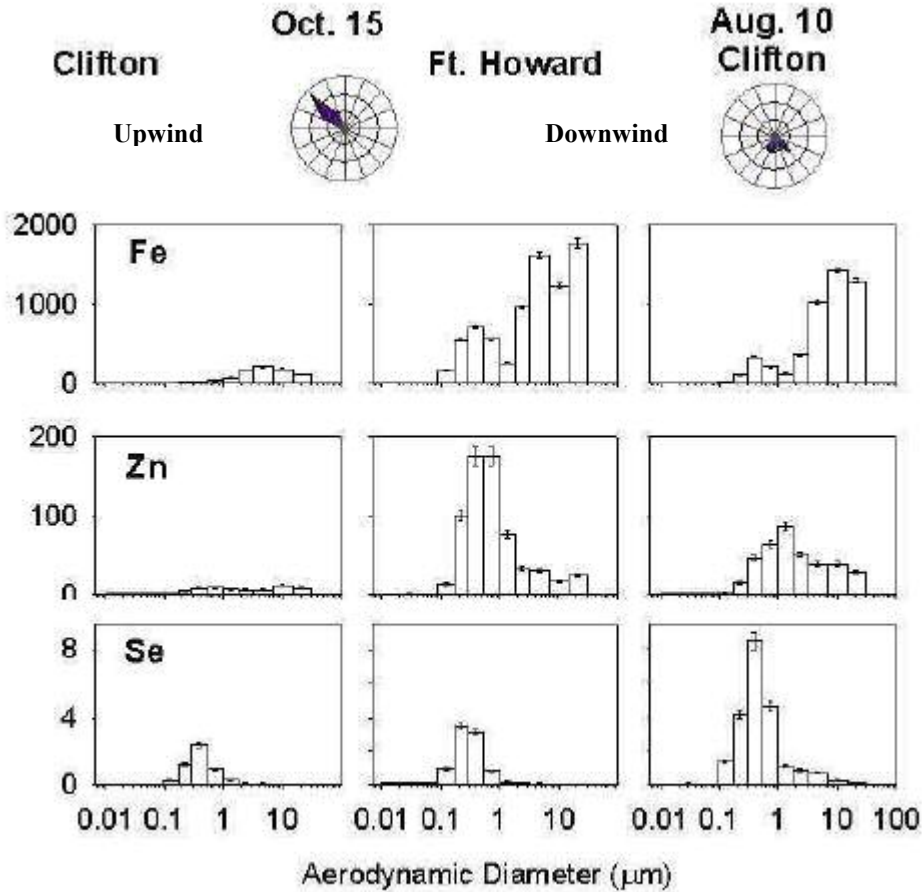 Oct. 15
Aug. 10
Clifton
Ft. Howard
Clifton
Upwind
Downwind
2000
1000
0
Fe
200
100
0
Zn
8
4
0
Se
0.01 0.1 1 10
0.1 1 10
0.01 0.1 1 10 100
Aerodynamic Diameter (μm)